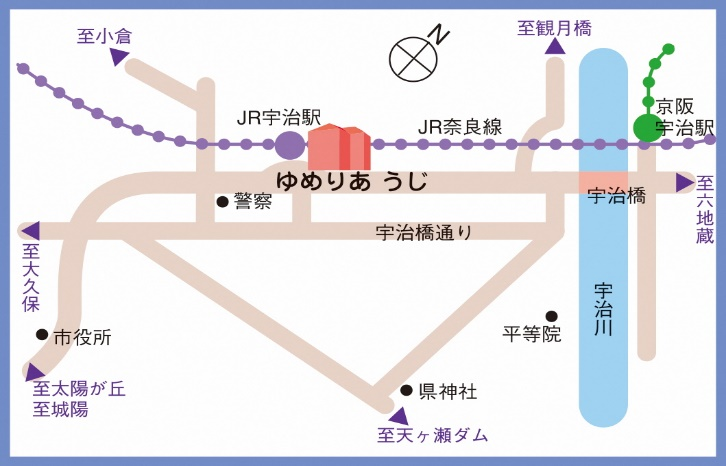 至小倉
N
至観月橋
京阪
宇治駅
JR宇治駅
JR奈良線
ゆめりあ うじ
警察
宇治橋
至六地蔵
宇治橋通り
至大久保
宇治川
市役所
平等院
至太陽が丘
至城陽
県神社
至天ヶ瀬ダム